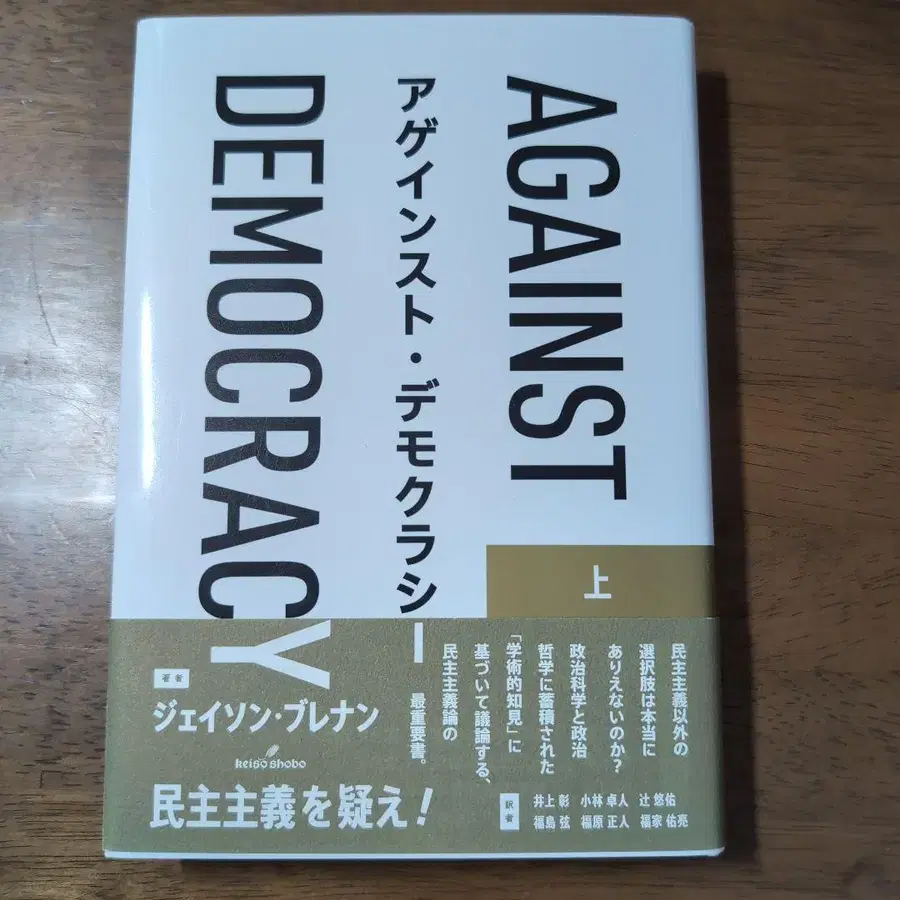 AGAINST
アゲインスト・デモクラシー
DEMOCRACY
上
民主主義以外の
選択肢は本当に
ありえないのか?
政治科学と政治
哲学に蓄積された
「学術的知見」に
基づいて議論する、
民主主義論の
最重要書。
著者
ジェイソン・ブレナン
keiso shobo
民主主義を疑え!
訳者
井上 彰 小林 卓人 辻 悠佑
福島 弦 福原 正人 福家 佑亮